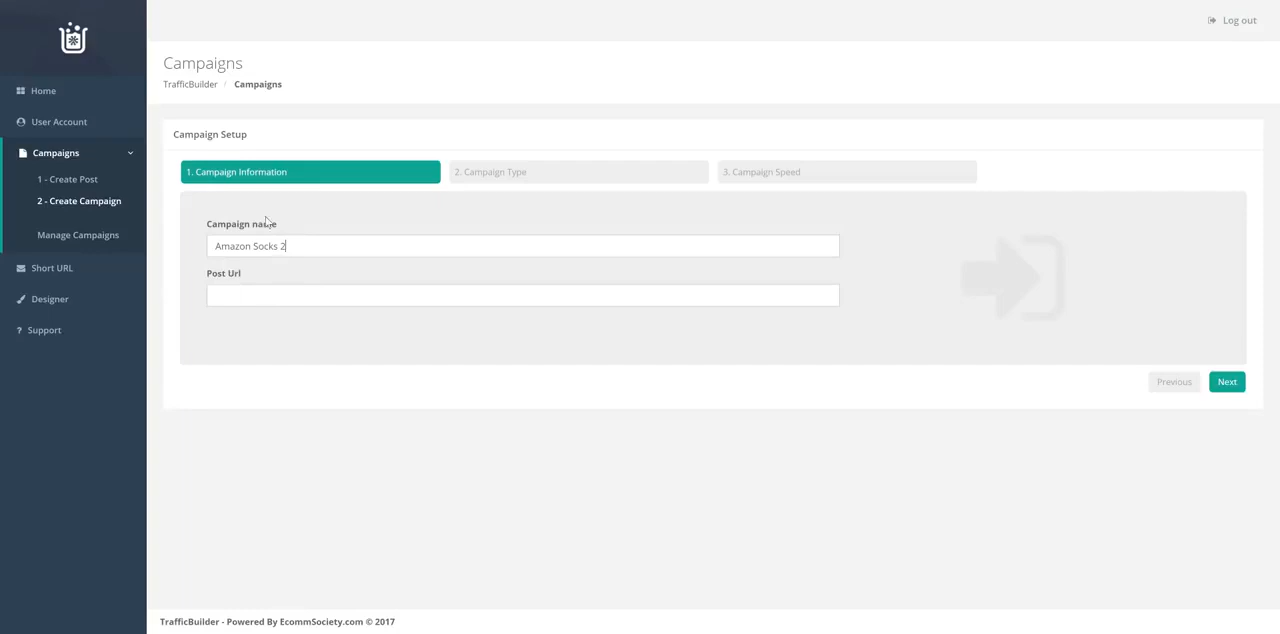 Log out
Campaigns
TrafficBuilder / Campaigns
Home
User Account
Campaigns
1 - Create Post
2 - Create Campaign
Manage Campaigns
Short URL
Designer
? Support
Campaign Setup
1. Campaign Information
2. Campaign Type
3. Campaign Speed
Campaign name
Amazon Socks 2
Post Url
Previous
Next
TrafficBuilder - Powered By EcommSociety.com © 2017